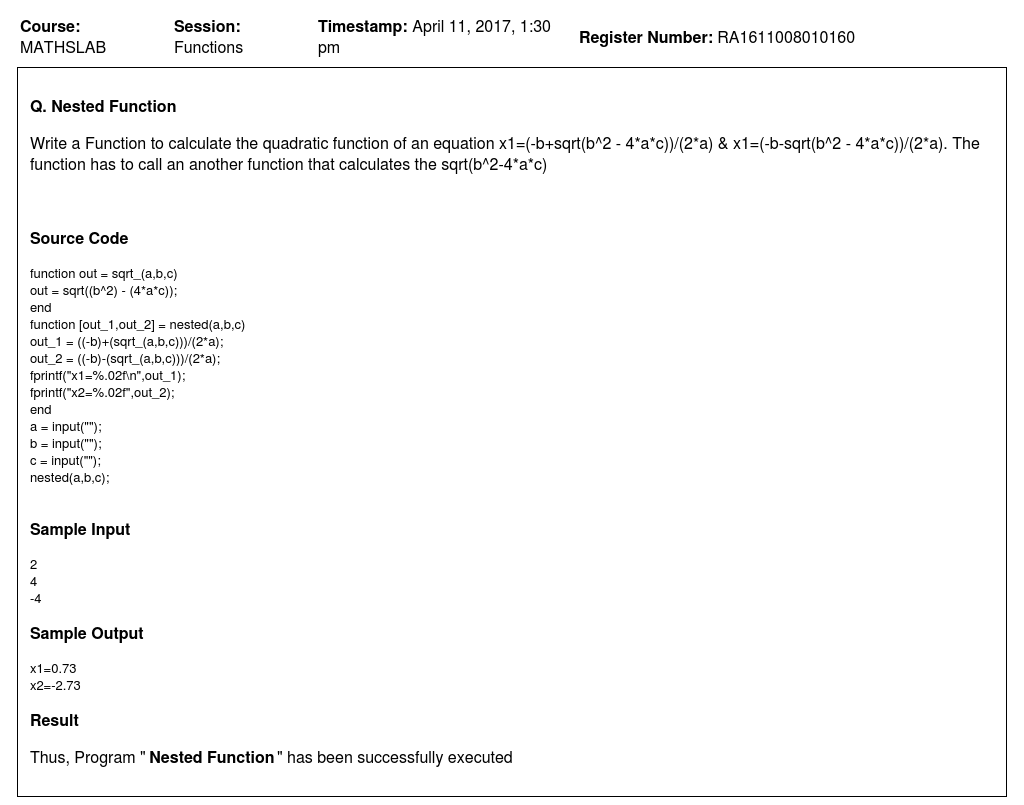 Course: MATHSLAB
Session: Functions
Timestamp: April 11, 2017, 1:30 pm
Register Number: RA1611008010160
Q. Nested Function
Write a Function to calculate the quadratic function of an equation x1=(-b+sqrt(b^2 - 4*a*c))/(2*a) & x1=(-b-sqrt(b^2 - 4*a*c))/(2*a). The
function has to call an another function that calculates the sqrt(b^2-4*a*c)
Source Code
function out = sqrt_(a,b,c)
out = sqrt((b^2) - (4*a*c));
end
function [out_1,out_2] = nested(a,b,c)
out_1 = ((-b)+(sqrt_(a,b,c)))/(2*a);
out_2 = ((-b)-(sqrt_(a,b,c)))/(2*a);
fprintf("x1=%.02f\n",out_1);
fprintf("x2=%.02f",out_2);
end
a = input("");
b = input("");
c = input("");
nested(a,b,c);
Sample Input
2
4
-4
Sample Output
x1=0.73
x2=-2.73
Result
Thus, Program " Nested Function " has been successfully executed